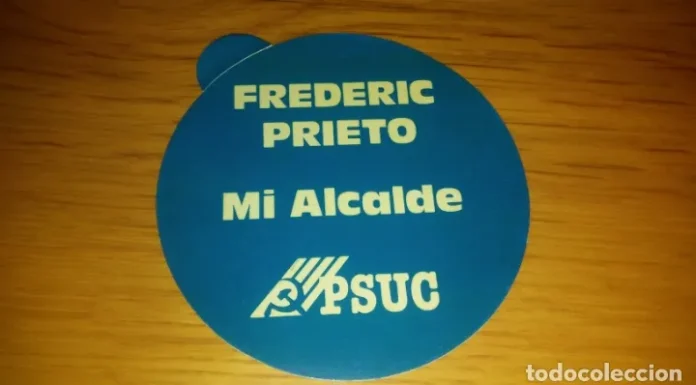 FREDERIC
PRIETO
Mi Alcalde
PSUC
todocoleccion